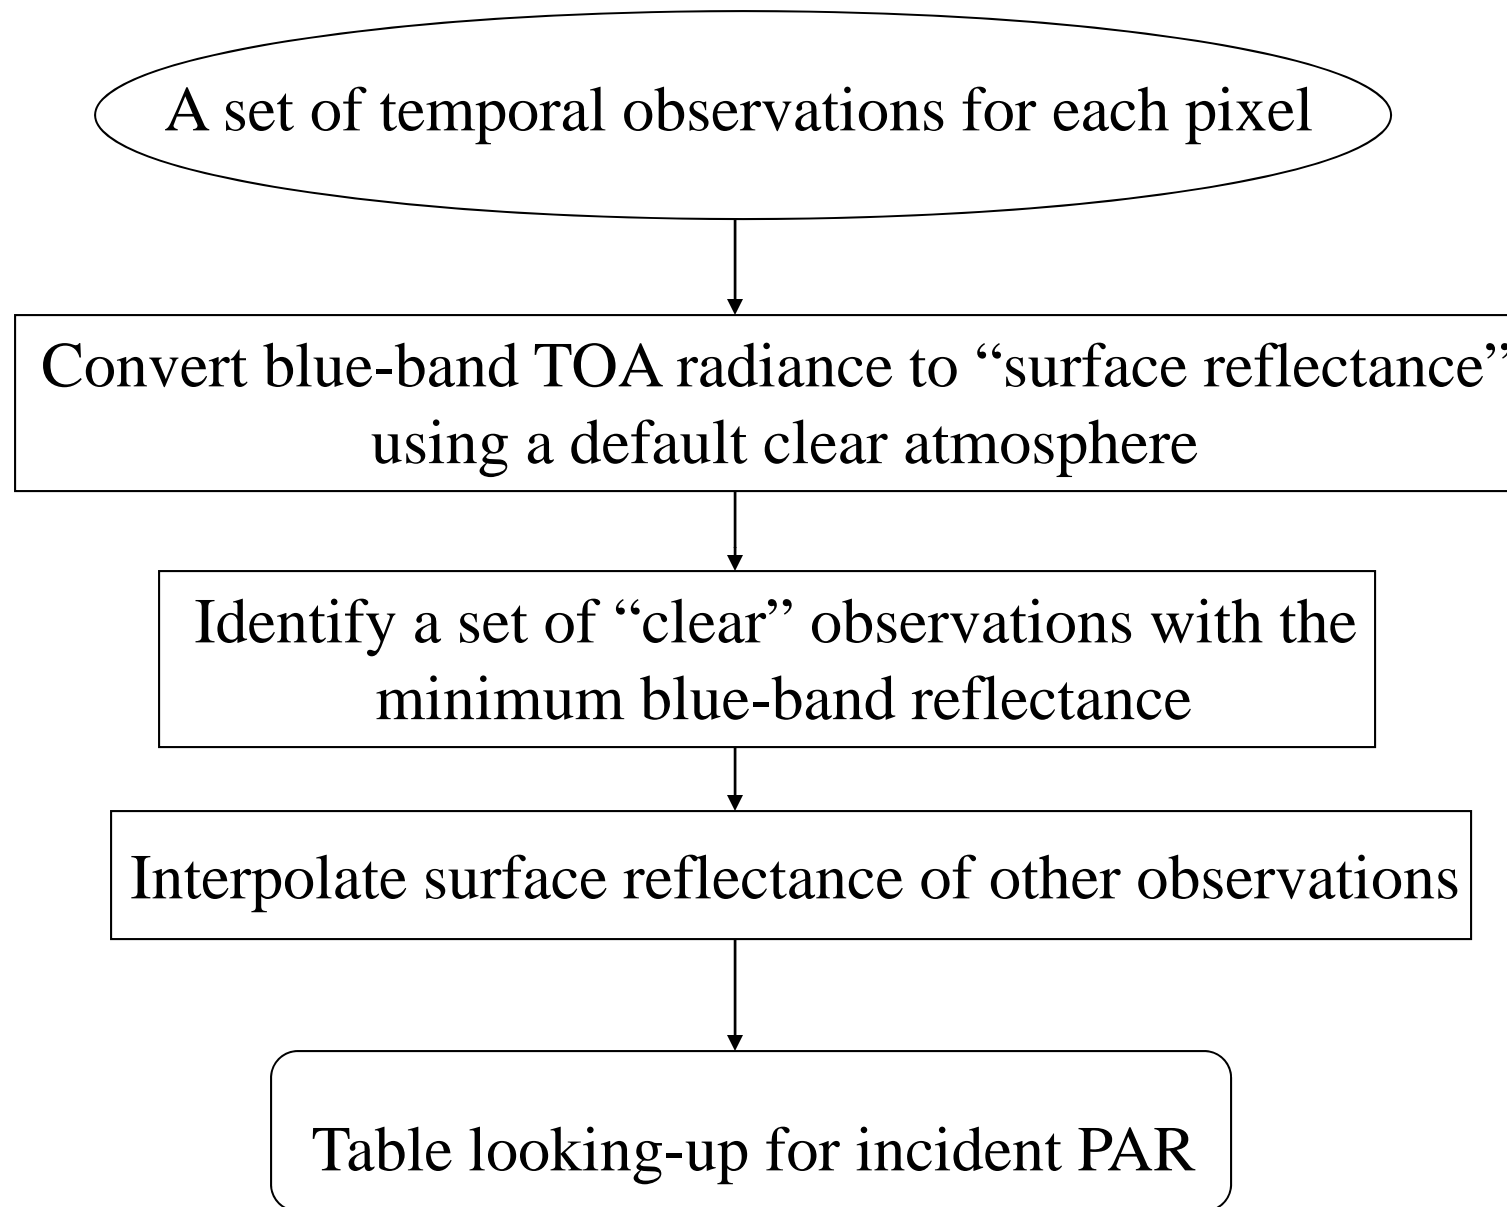 A set of temporal observations for each pixel
Convert blue-band TOA radiance to “surface reflectance”
using a default clear atmosphere
Identify a set of “clear” observations with the
minimum blue-band reflectance
Interpolate surface reflectance of other observations
Table looking-up for incident PAR